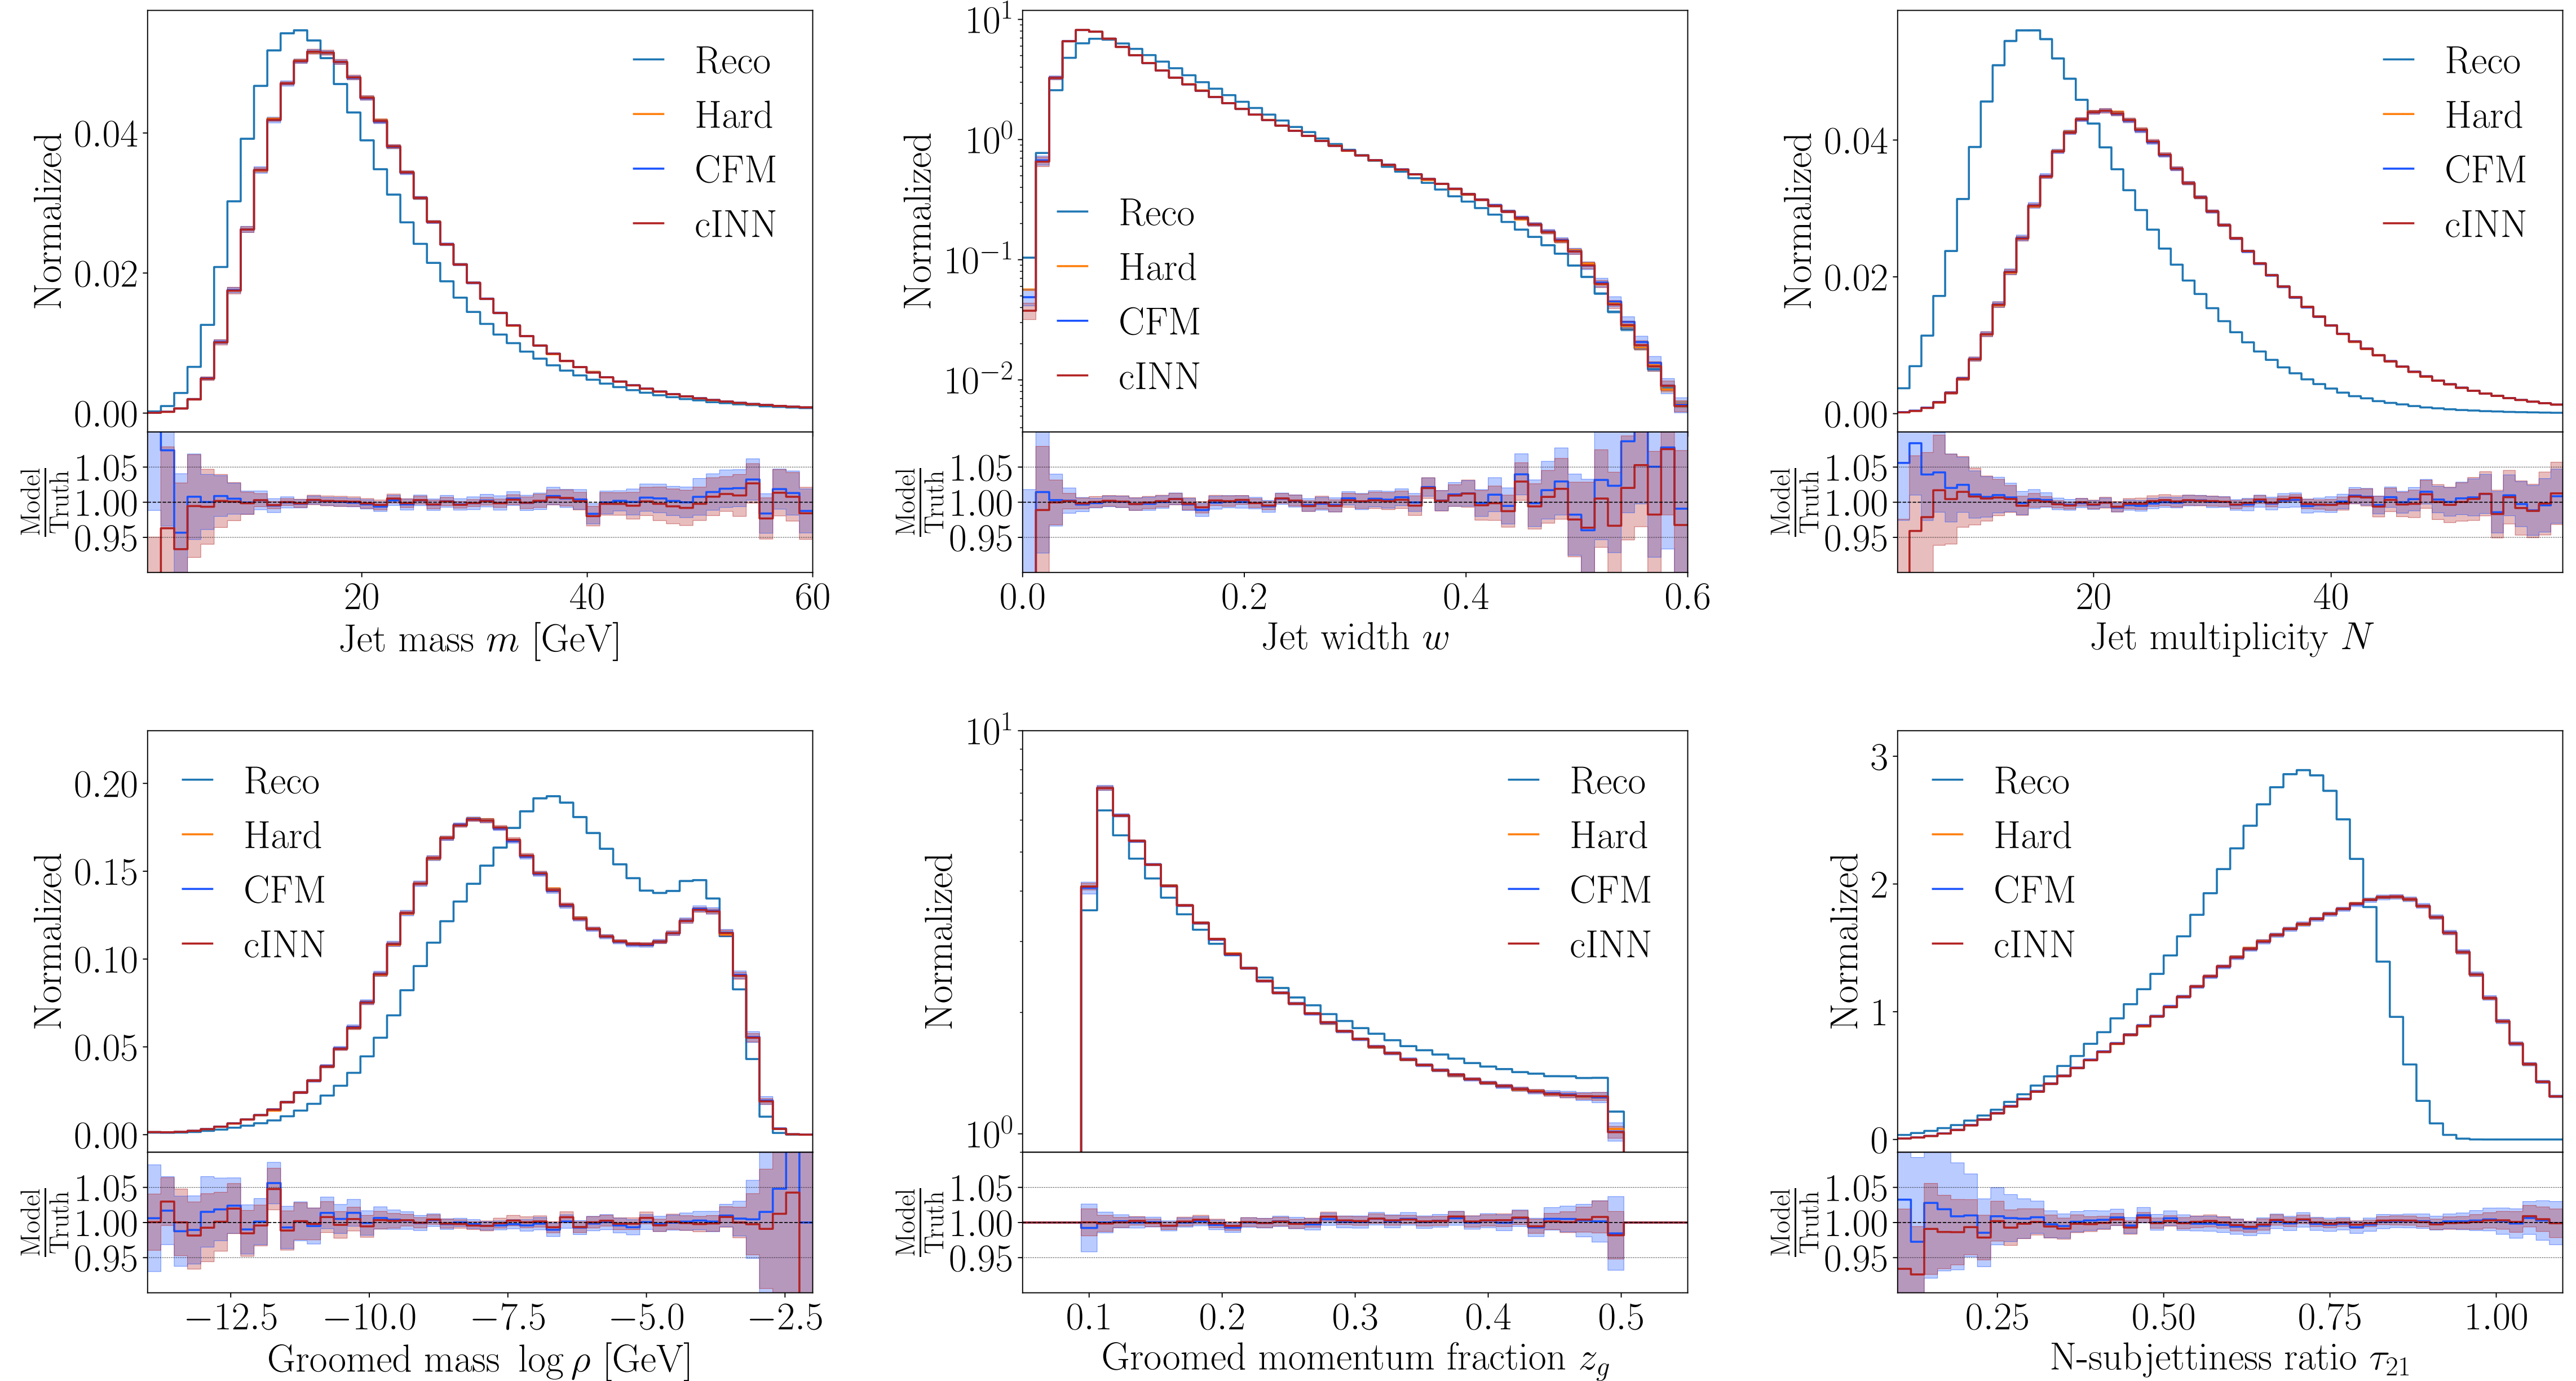 Normalized
0.04
0.02
0.00
Reco
Hard
CFM
cINN
Model
Truth
1.05
1.00
0.95
20
40
60
Jet mass m [GeV]
Normalized
10¹
10⁰
10⁻¹
10⁻²
Reco
Hard
CFM
cINN
Model
Truth
1.05
1.00
0.95
0.0
0.2
0.4
0.6
Jet width w
Normalized
0.04
0.02
0.00
Reco
Hard
CFM
cINN
Model
Truth
1.05
1.00
0.95
20
40
Jet multiplicity N
Normalized
0.20
0.15
0.10
0.05
0.00
Reco
Hard
CFM
cINN
Model
Truth
1.05
1.00
0.95
−12.5
−10.0
−7.5
−5.0
−2.5
Groomed mass log ρ [GeV]
Normalized
10¹
10⁰
Reco
Hard
CFM
cINN
Model
Truth
1.05
1.00
0.95
0.1
0.2
0.3
0.4
0.5
Groomed momentum fraction z_g
Normalized
3
2
1
0
Reco
Hard
CFM
cINN
Model
Truth
1.05
1.00
0.95
0.25
0.50
0.75
1.00
N-subjettiness ratio τ₂₁